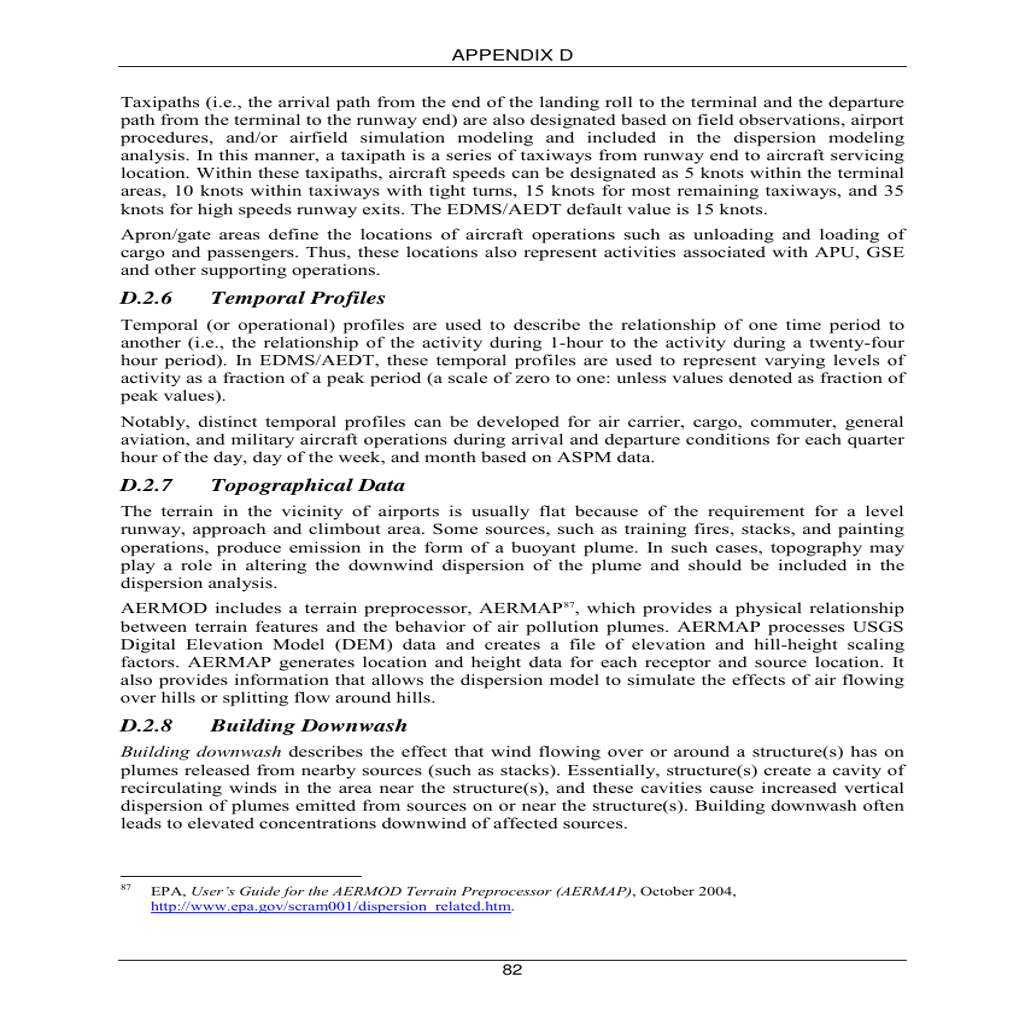 APPENDIX D
Taxipaths (i.e., the arrival path from the end of the landing roll to the terminal and the departure
path from the terminal to the runway end) are also designated based on field observations, airport
procedures, and/or airfield simulation modeling and included in the dispersion modeling
analysis. In this manner, a taxipath is a series of taxiways from runway end to aircraft servicing
location. Within these taxipaths, aircraft speeds can be designated as 5 knots within the terminal
areas, 10 knots within taxiways with tight turns, 15 knots for most remaining taxiways, and 35
knots for high speeds runway exits. The EDMS/AEDT default value is 15 knots.
Apron/gate areas define the locations of aircraft operations such as unloading and loading of
cargo and passengers. Thus, these locations also represent activities associated with APU, GSE
and other supporting operations.
D.2.6 Temporal Profiles
Temporal (or operational) profiles are used to describe the relationship of one time period to
another (i.e., the relationship of the activity during 1-hour to the activity during a twenty-four
hour period). In EDMS/AEDT, these temporal profiles are used to represent varying levels of
activity as a fraction of a peak period (a scale of zero to one: unless values denoted as fraction of
peak values).
Notably, distinct temporal profiles can be developed for air carrier, cargo, commuter, general
aviation, and military aircraft operations during arrival and departure conditions for each quarter
hour of the day, day of the week, and month based on ASPM data.
D.2.7 Topographical Data
The terrain in the vicinity of airports is usually flat because of the requirement for a level
runway, approach and climbout area. Some sources, such as training fires, stacks, and painting
operations, produce emission in the form of a buoyant plume. In such cases, topography may
play a role in altering the downwind dispersion of the plume and should be included in the
dispersion analysis.
AERMOD includes a terrain preprocessor, AERMAP87, which provides a physical relationship
between terrain features and the behavior of air pollution plumes. AERMAP processes USGS
Digital Elevation Model (DEM) data and creates a file of elevation and hill-height scaling
factors. AERMAP generates location and height data for each receptor and source location. It
also provides information that allows the dispersion model to simulate the effects of air flowing
over hills or splitting flow around hills.
D.2.8 Building Downwash
Building downwash describes the effect that wind flowing over or around a structure(s) has on
plumes released from nearby sources (such as stacks). Essentially, structure(s) create a cavity of
recirculating winds in the area near the structure(s), and these cavities cause increased vertical
dispersion of plumes emitted from sources on or near the structure(s). Building downwash often
leads to elevated concentrations downwind of affected sources.
87 EPA, User's Guide for the AERMOD Terrain Preprocessor (AERMAP), October 2004,
http://www.epa.gov/scram001/dispersion_related.htm.
82